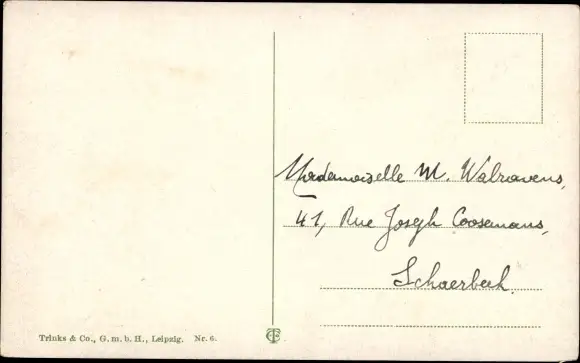 Mademoiselle M. Walravens,
41, Rue Joseph Coosemans,
Schaerbeek.
Trinks & Co., G. m. b. H., Leipzig. Nr. 6.